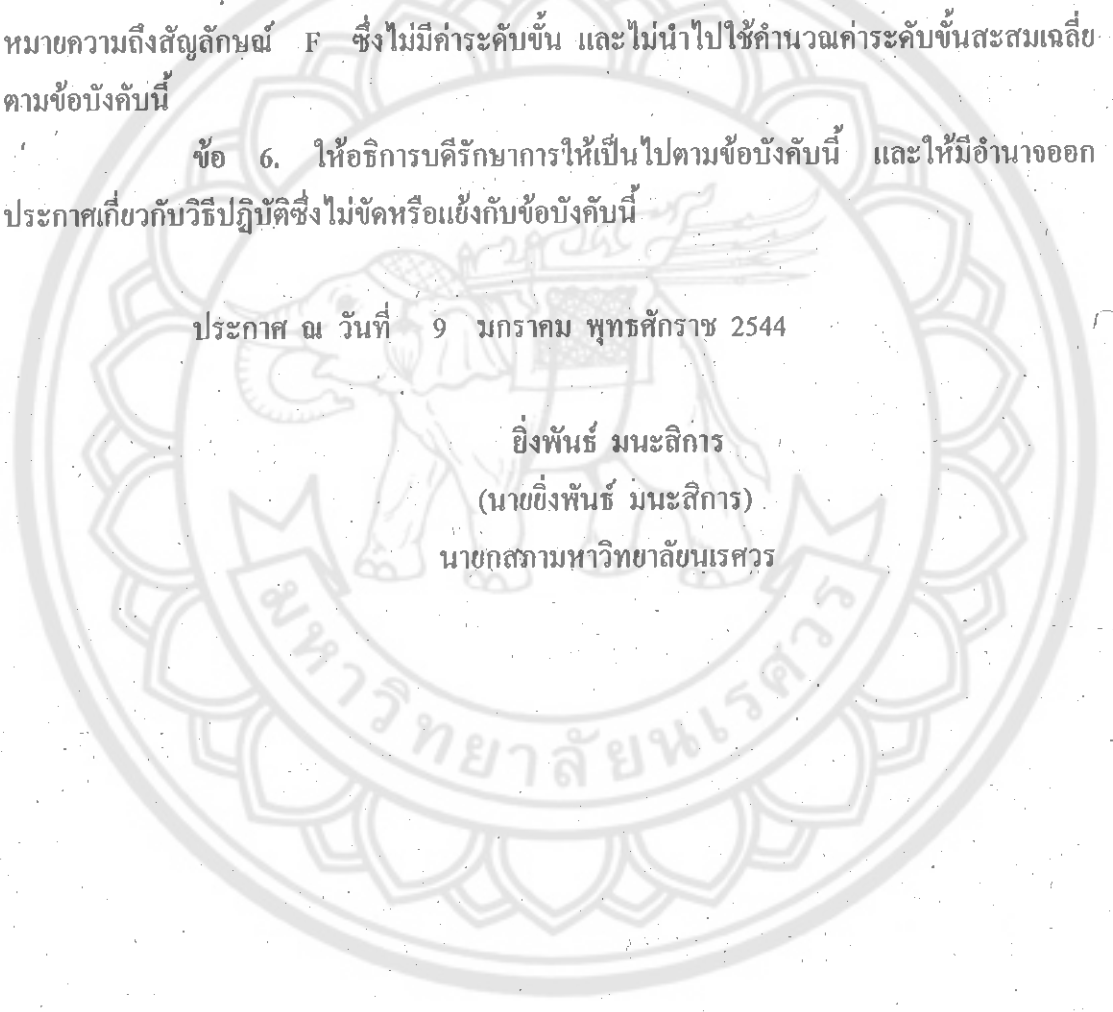 หมายความถึงสัญลักษณ์ F ซึ่งไม่มีค่าระดับขั้น และไม่นำไปใช้คำนวณค่าระดับขั้นสะสมเฉลี่ย
ตามข้อบังคับนี้
ข้อ 6. ให้อธิการบดีรักษาการให้เป็นไปตามข้อบังคับนี้ และให้มีอำนาจออก
ประกาศเกี่ยวกับวิธีปฏิบัติซึ่งไม่ขัดหรือแย้งกับข้อบังคับนี้
ประกาศ ณ วันที่ 9 มกราคม พุทธศักราช 2544
ยิ่งพันธ์ มนะสิการ
(นายยิ่งพันธ์ มนะสิการ)
นายกสภามหาวิทยาลัยนเรศวร
มหาวิทยาลัยนเรศวร